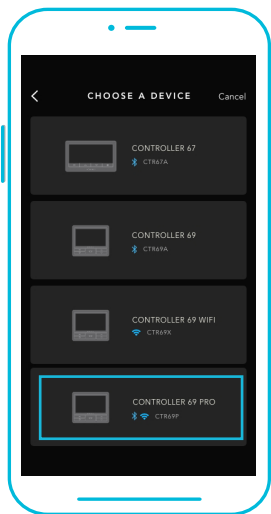 CHOOSE A DEVICE Cancel
CONTROLLER 67
CTR67A
CONTROLLER 69
CTR69A
CONTROLLER 69 WIFI
CTR69X
CONTROLLER 69 PRO
CTR69P